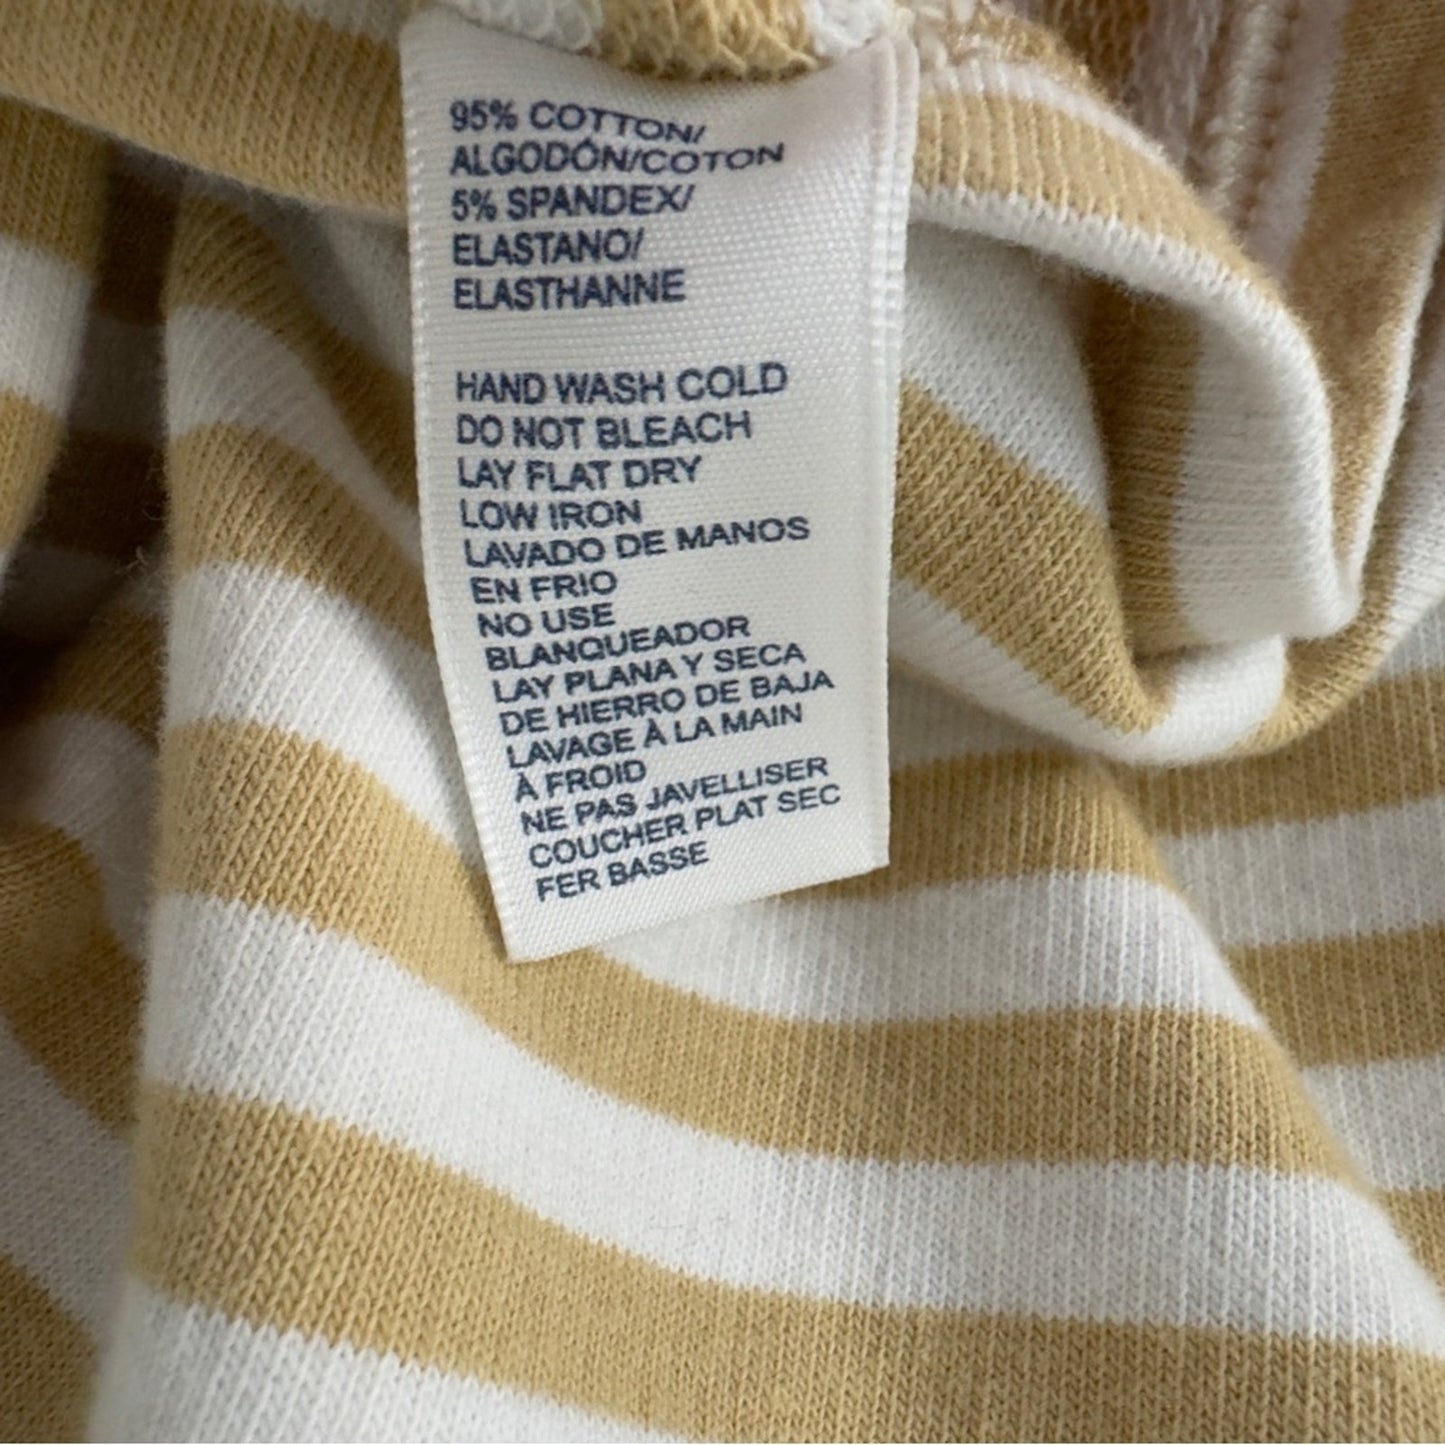 95% COTTON/
ALGODÓN/COTON
5% SPANDEX/
ELASTANO/
ELASTHANNE
HAND WASH COLD
DO NOT BLEACH
LAY FLAT DRY
LOW IRON
LAVADO DE MANOS
EN FRIO
NO USE
BLANQUEADOR
LAY PLANA Y SECA
DE HIERRO DE BAJA
LAVAGE À LA MAIN
À FROID
NE PAS JAVELLISER
COUCHER PLAT SEC
FER BASSE